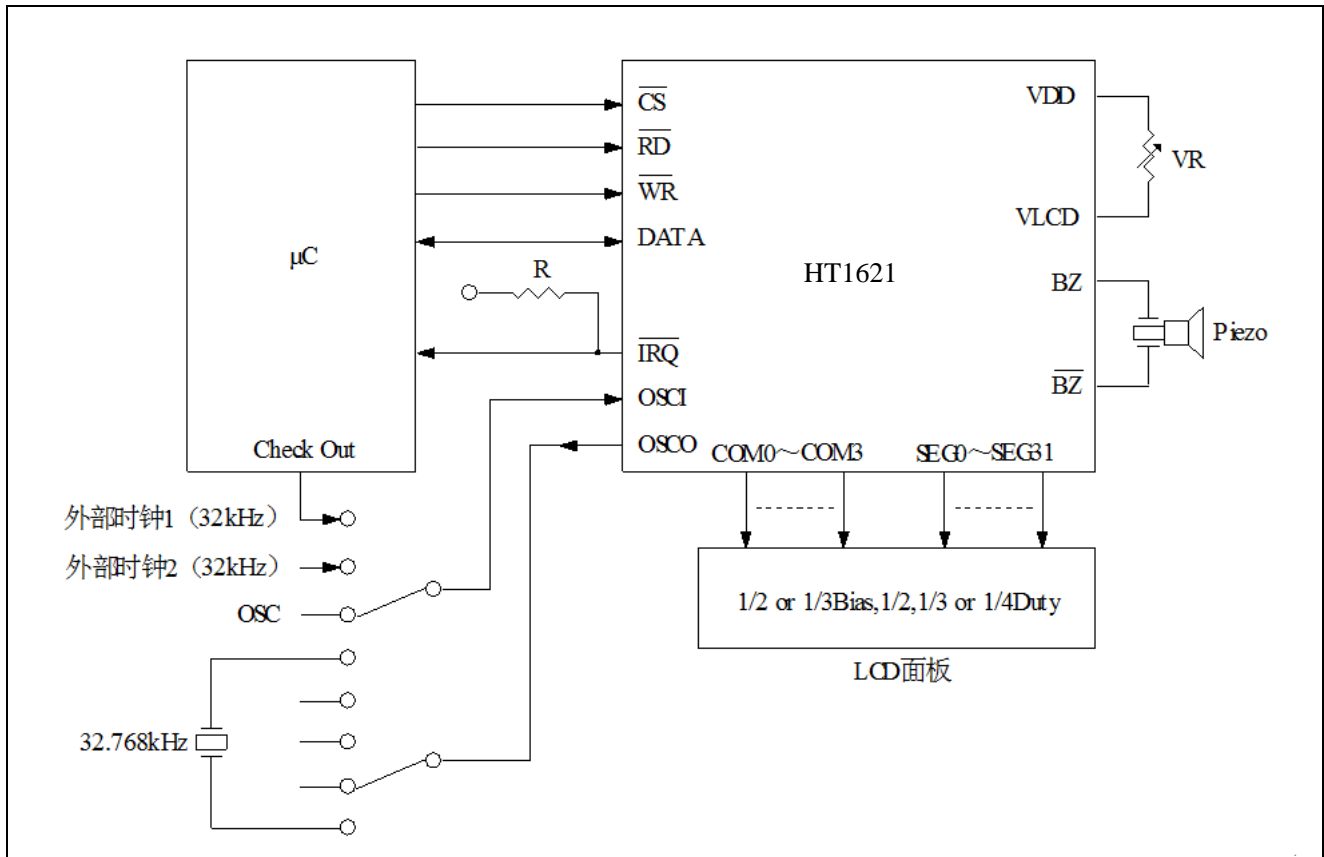 μC
Check Out
R
HT1621
CS
RD
WR
DATA
IRQ
OSCI
OSCO
VDD
VR
VLCD
BZ
Piezo
BZ
COM0～COM3
SEG0～SEG31
1/2 or 1/3Bias,1/2,1/3 or 1/4Duty
LCD面板
外部时钟1（32kHz）
外部时钟2（32kHz）
OSC
32.768kHz